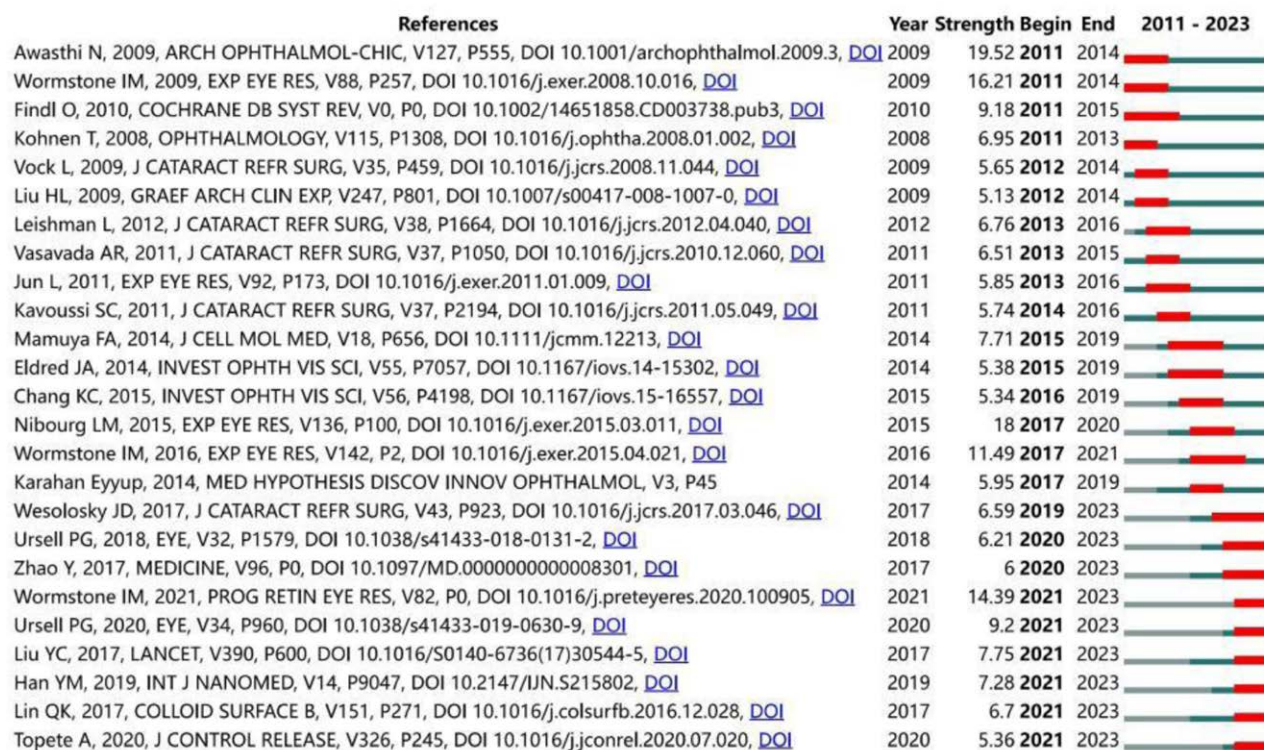 References Year Strength Begin End 2011 - 2023
Awasthi N, 2009, ARCH OPHTHALMOL-CHIC, V127, P555, DOI 10.1001/archophthalmol.2009.3, DOI 2009 19.52 2011 2014
Wormstone IM, 2009, EXP EYE RES, V88, P257, DOI 10.1016/j.exer.2008.10.016, DOI 2009 16.21 2011 2014
Findl O, 2010, COCHRANE DB SYST REV, V0, P0, DOI 10.1002/14651858.CD003738.pub3, DOI 2010 9.18 2011 2015
Kohnen T, 2008, OPHTHALMOLOGY, V115, P1308, DOI 10.1016/j.ophtha.2008.01.002, DOI 2008 6.95 2011 2013
Vock L, 2009, J CATARACT REFR SURG, V35, P459, DOI 10.1016/j.jcrs.2008.11.044, DOI 2009 5.65 2012 2014
Liu HL, 2009, GRAEF ARCH CLIN EXP, V247, P801, DOI 10.1007/s00417-008-1007-0, DOI 2009 5.13 2012 2014
Leishman L, 2012, J CATARACT REFR SURG, V38, P1664, DOI 10.1016/j.jcrs.2012.04.040, DOI 2012 6.76 2013 2016
Vasavada AR, 2011, J CATARACT REFR SURG, V37, P1050, DOI 10.1016/j.jcrs.2010.12.060, DOI 2011 6.51 2013 2015
Jun L, 2011, EXP EYE RES, V92, P173, DOI 10.1016/j.exer.2011.01.009, DOI 2011 5.85 2013 2016
Kavoussi SC, 2011, J CATARACT REFR SURG, V37, P2194, DOI 10.1016/j.jcrs.2011.05.049, DOI 2011 5.74 2014 2016
Mamuya FA, 2014, J CELL MOL MED, V18, P656, DOI 10.1111/jcmm.12213, DOI 2014 7.71 2015 2019
Eldred JA, 2014, INVEST OPHTH VIS SCI, V55, P7057, DOI 10.1167/iovs.14-15302, DOI 2014 5.38 2015 2019
Chang KC, 2015, INVEST OPHTH VIS SCI, V56, P4198, DOI 10.1167/iovs.15-16557, DOI 2015 5.34 2016 2019
Nibourg LM, 2015, EXP EYE RES, V136, P100, DOI 10.1016/j.exer.2015.03.011, DOI 2015 18 2017 2020
Wormstone IM, 2016, EXP EYE RES, V142, P2, DOI 10.1016/j.exer.2015.04.021, DOI 2016 11.49 2017 2021
Karahan Eyyup, 2014, MED HYPOTHESIS DISCOV INNOV OPHTHALMOL, V3, P45 2014 5.95 2017 2019
Wesolosky JD, 2017, J CATARACT REFR SURG, V43, P923, DOI 10.1016/j.jcrs.2017.03.046, DOI 2017 6.59 2019 2023
Ursell PG, 2018, EYE, V32, P1579, DOI 10.1038/s41433-018-0131-2, DOI 2018 6.21 2020 2023
Zhao Y, 2017, MEDICINE, V96, P0, DOI 10.1097/MD.0000000000008301, DOI 2017 6 2020 2023
Wormstone IM, 2021, PROG RETIN EYE RES, V82, P0, DOI 10.1016/j.preteyeres.2020.100905, DOI 2021 14.39 2021 2023
Ursell PG, 2020, EYE, V34, P960, DOI 10.1038/s41433-019-0630-9, DOI 2020 9.2 2021 2023
Liu YC, 2017, LANCET, V390, P600, DOI 10.1016/S0140-6736(17)30544-5, DOI 2017 7.75 2021 2023
Han YM, 2019, INT J NANOMED, V14, P9047, DOI 10.2147/IJN.S215802, DOI 2019 7.28 2021 2023
Lin QK, 2017, COLLOID SURFACE B, V151, P271, DOI 10.1016/j.colsurfb.2016.12.028, DOI 2017 6.7 2021 2023
Topete A, 2020, J CONTROL RELEASE, V326, P245, DOI 10.1016/j.jconrel.2020.07.020, DOI 2020 5.36 2021 2023